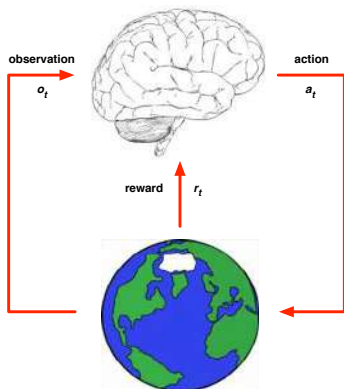 observation
o_t
action
a_t
reward r_t